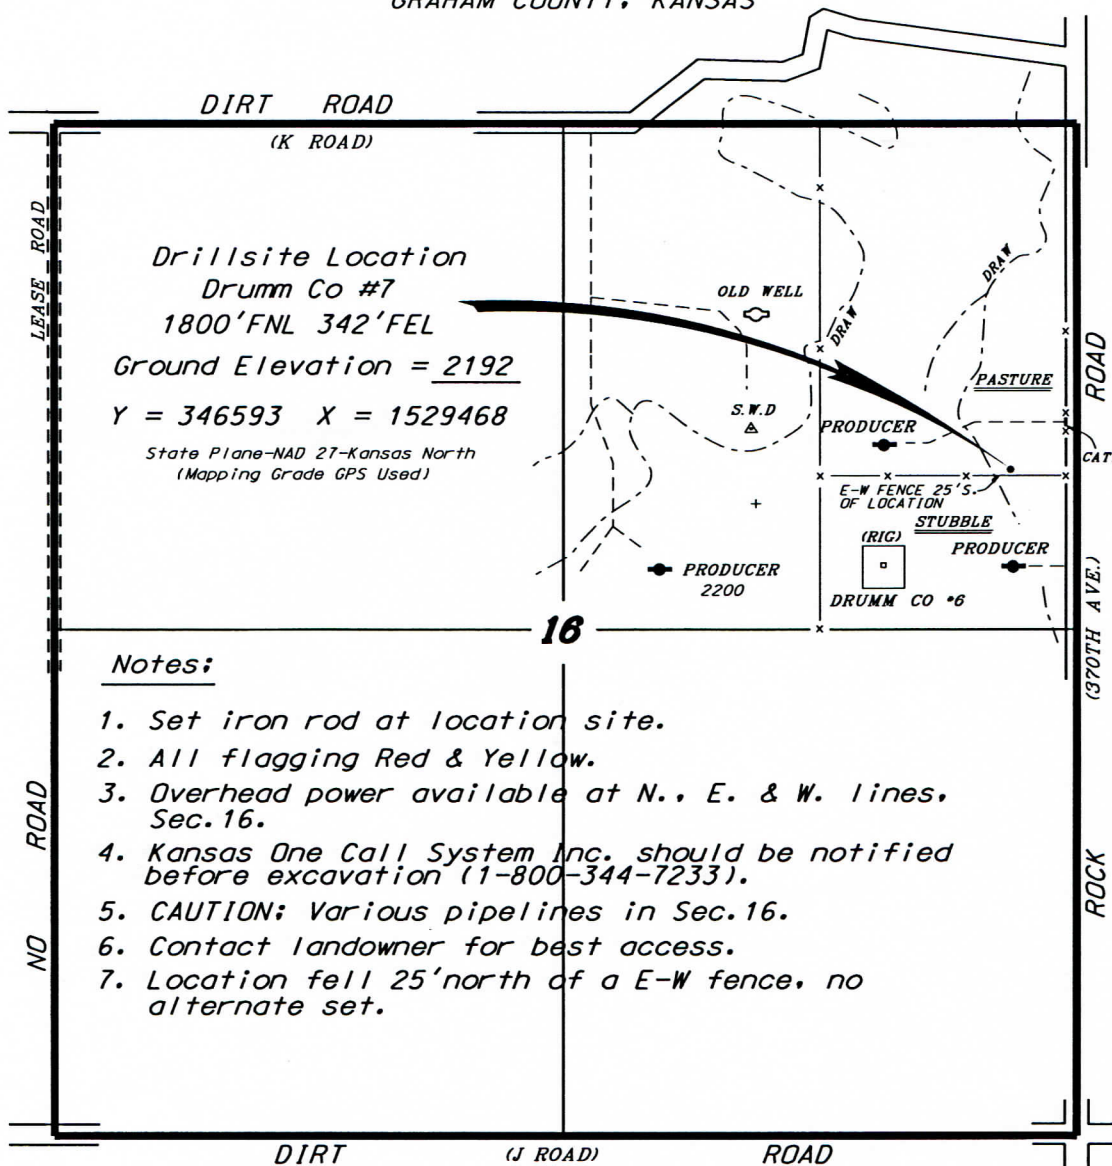 GRAHAM COUNTY, KANSAS
DIRT ROAD
(K ROAD)
LEASE ROAD
Drillsite Location
Drumm Co #7
1800'FNL 342'FEL
Ground Elevation = 2192
Y = 346593 X = 1529468
State Plane-NAD 27-Kansas North
(Mapping Grade GPS Used)
OLD WELL
DRAW
DRAW
PASTURE
ROAD
S.W.D
PRODUCER
CAT
E-W FENCE 25'S.
OF LOCATION
STUBBLE
(RIG)
PRODUCER
PRODUCER
2200
DRUMM CO #6
(370TH AVE.)
16
Notes:
1. Set iron rod at location site.
2. All flagging Red & Yellow.
3. Overhead power available at N., E. & W. lines,
Sec.16.
4. Kansas One Call System Inc. should be notified
before excavation (1-800-344-7233).
5. CAUTION: Various pipelines in Sec.16.
6. Contact landowner for best access.
7. Location fell 25'north of a E-W fence, no
alternate set.
NO ROAD
ROCK
DIRT (J ROAD) ROAD